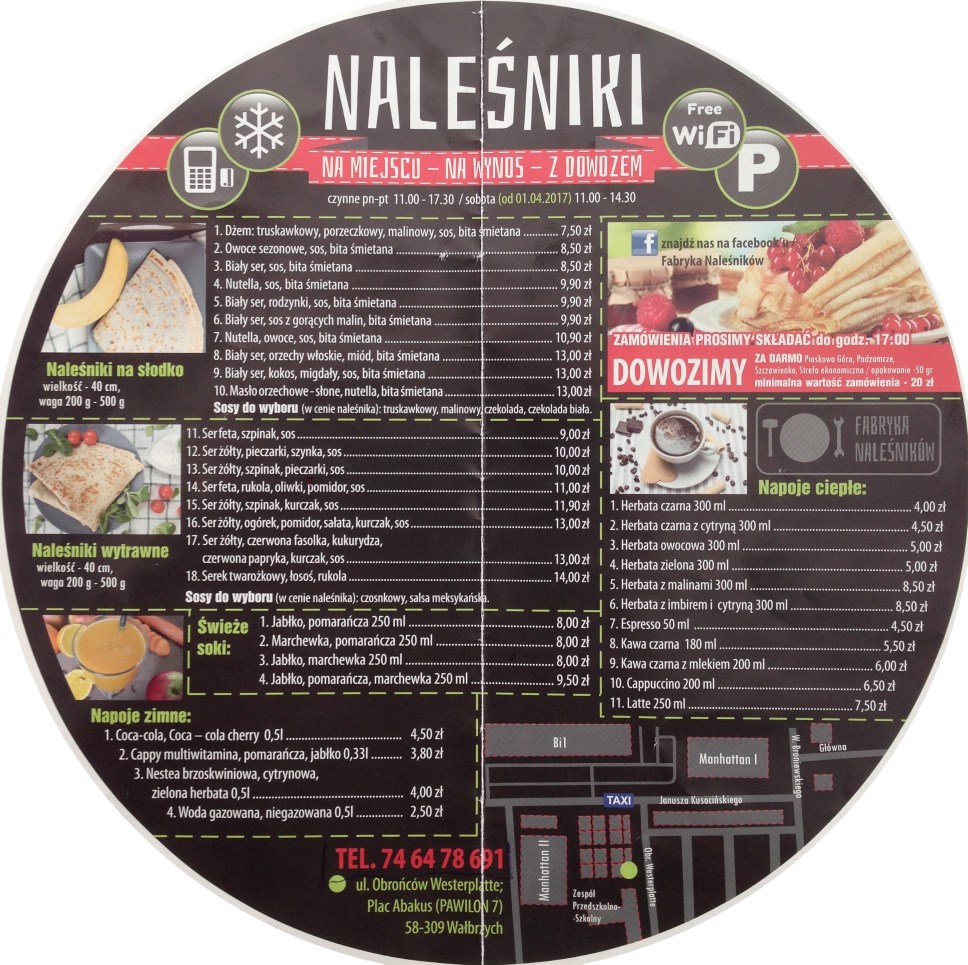 NALEŚNIKI
Free
WiFi
P
NA MIEJSCU – NA WYNOS – Z DOWOZEM
czynne pn-pt 11.00 - 17.30 / sobota (od 01.04.2017) 11.00 - 14.30
1. Dżem: truskawkowy, porzeczkowy, malinowy, sos, bita śmietana 7,50 zł
2. Owoce sezonowe, sos, bita śmietana 8,50 zł
3. Biały ser, sos, bita śmietana 8,50 zł
4. Nutella, sos, bita śmietana 9,90 zł
5. Biały ser, rodzynki, sos, bita śmietana 9,90 zł
6. Biały ser, sos z gorących malin, bita śmietana 9,90 zł
7. Nutella, owoce, sos, bita śmietana 10,90 zł
8. Biały ser, orzechy włoskie, miód, bita śmietana 13,00 zł
9. Biały ser, kokos, migdały, sos, bita śmietana 13,00 zł
10. Masło orzechowe - słone, nutella, bita śmietana 13,00 zł
Sosy do wyboru (w cenie naleśnika): truskawkowy, malinowy, czekolada, czekolada biała.
Naleśniki na słodko
wielkość - 40 cm,
waga 200 g - 500 g
11. Ser feta, szpinak, sos 9,00 zł
12. Ser żółty, pieczarki, szynka, sos 10,00 zł
13. Ser żółty, szpinak, pieczarki, sos 10,00 zł
14. Ser feta, rukola, oliwki, pomidor, sos 11,00 zł
15. Ser żółty, szpinak, kurczak, sos 11,90 zł
16. Ser żółty, ogórek, pomidor, sałata, kurczak, sos 13,00 zł
17. Ser żółty, czerwona fasolka, kukurydza,
czerwona papryka, kurczak, sos 13,00 zł
18. Serek twarożkowy, łosoś, rukola 14,00 zł
Sosy do wyboru (w cenie naleśnika): czosnkowy, salsa meksykańska.
Naleśniki wytrawne
wielkość - 40 cm,
waga 200 g - 500 g
Świeże
soki:
1. Jabłko, pomarańcza 250 ml 8,00 zł
2. Marchewka, pomarańcza 250 ml 8,00 zł
3. Jabłko, marchewka 250 ml 8,00 zł
4. Jabłko, pomarańcza, marchewka 250 ml 9,50 zł
Napoje zimne:
1. Coca-cola, Coca – cola cherry 0,5l 4,50 zł
2. Cappy multiwitamina, pomarańcza, jabłko 0,33l 3,80 zł
3. Nestea brzoskwiniowa, cytrynowa,
zielona herbata 0,5l 4,00 zł
4. Woda gazowana, niegazowana 0,5l 2,50 zł
TEL. 74 64 78 691
ul. Obrońców Westerplatte;
Plac Abakus (PAWILON 7)
58-309 Wałbrzych
f znajdź nas na facebook'u /
Fabryka Naleśników
ZAMÓWIENIA PROSIMY SKŁADAĆ do godz. 17:00
DOWOZIMY
ZA DARMO Piaskowa Góra, Podzamcze,
Szczawienko, Strefa ekonomiczna / opakowanie -50 gr
minimalna wartość zamówienia - 20 zł
FABRYKA
NALEŚNIKÓW
Napoje ciepłe:
1. Herbata czarna 300 ml 4,00 zł
2. Herbata czarna z cytryną 300 ml 4,50 zł
3. Herbata owocowa 300 ml 5,00 zł
4. Herbata zielona 300 ml 5,00 zł
5. Herbata z malinami 300 ml 8,50 zł
6. Herbata z imbirem i cytryną 300 ml 8,50 zł
7. Espresso 50 ml 4,50 zł
8. Kawa czarna 180 ml 5,50 zł
9. Kawa czarna z mlekiem 200 ml 6,00 zł
10. Cappuccino 200 ml 6,50 zł
11. Latte 250 ml 7,50 zł
Bi1
Manhattan I
W. Broniewskiego
Główna
TAXI
Janusza Kusocińskiego
Manhattan II
Obr. Westerplatte
Zespół
Przedszkolno-
-Szkolny